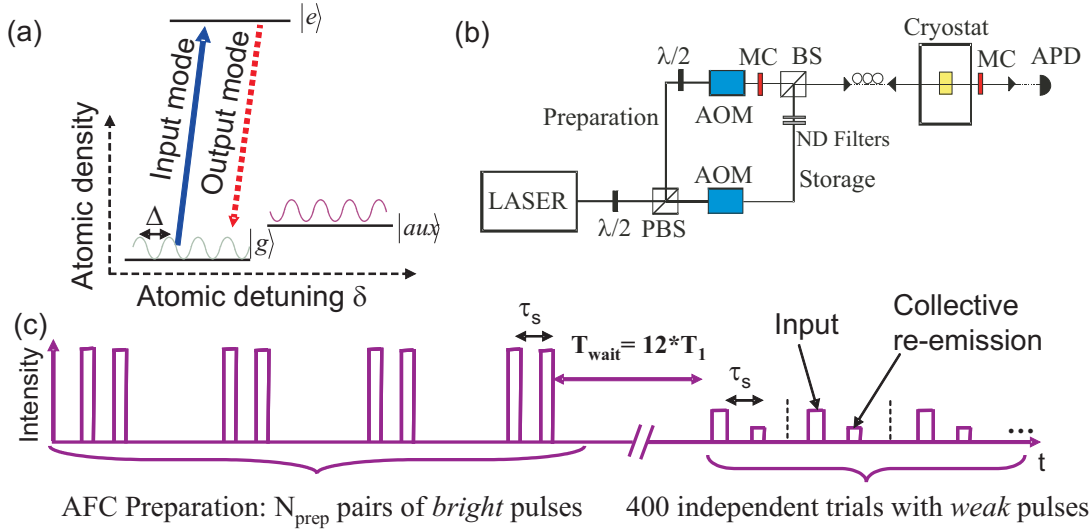 (a)
|e⟩
Input mode
Output mode
Atomic density
Δ
|g⟩
|aux⟩
Atomic detuning δ
(b)
Cryostat
λ/2
MC
BS
MC
APD
AOM
Preparation
ND Filters
LASER
AOM
Storage
λ/2
PBS
(c)
Intensity
τs
Twait= 12*T1
τs
Input
Collective
re-emission
...
t
AFC Preparation: Nprep pairs of bright pulses
400 independent trials with weak pulses